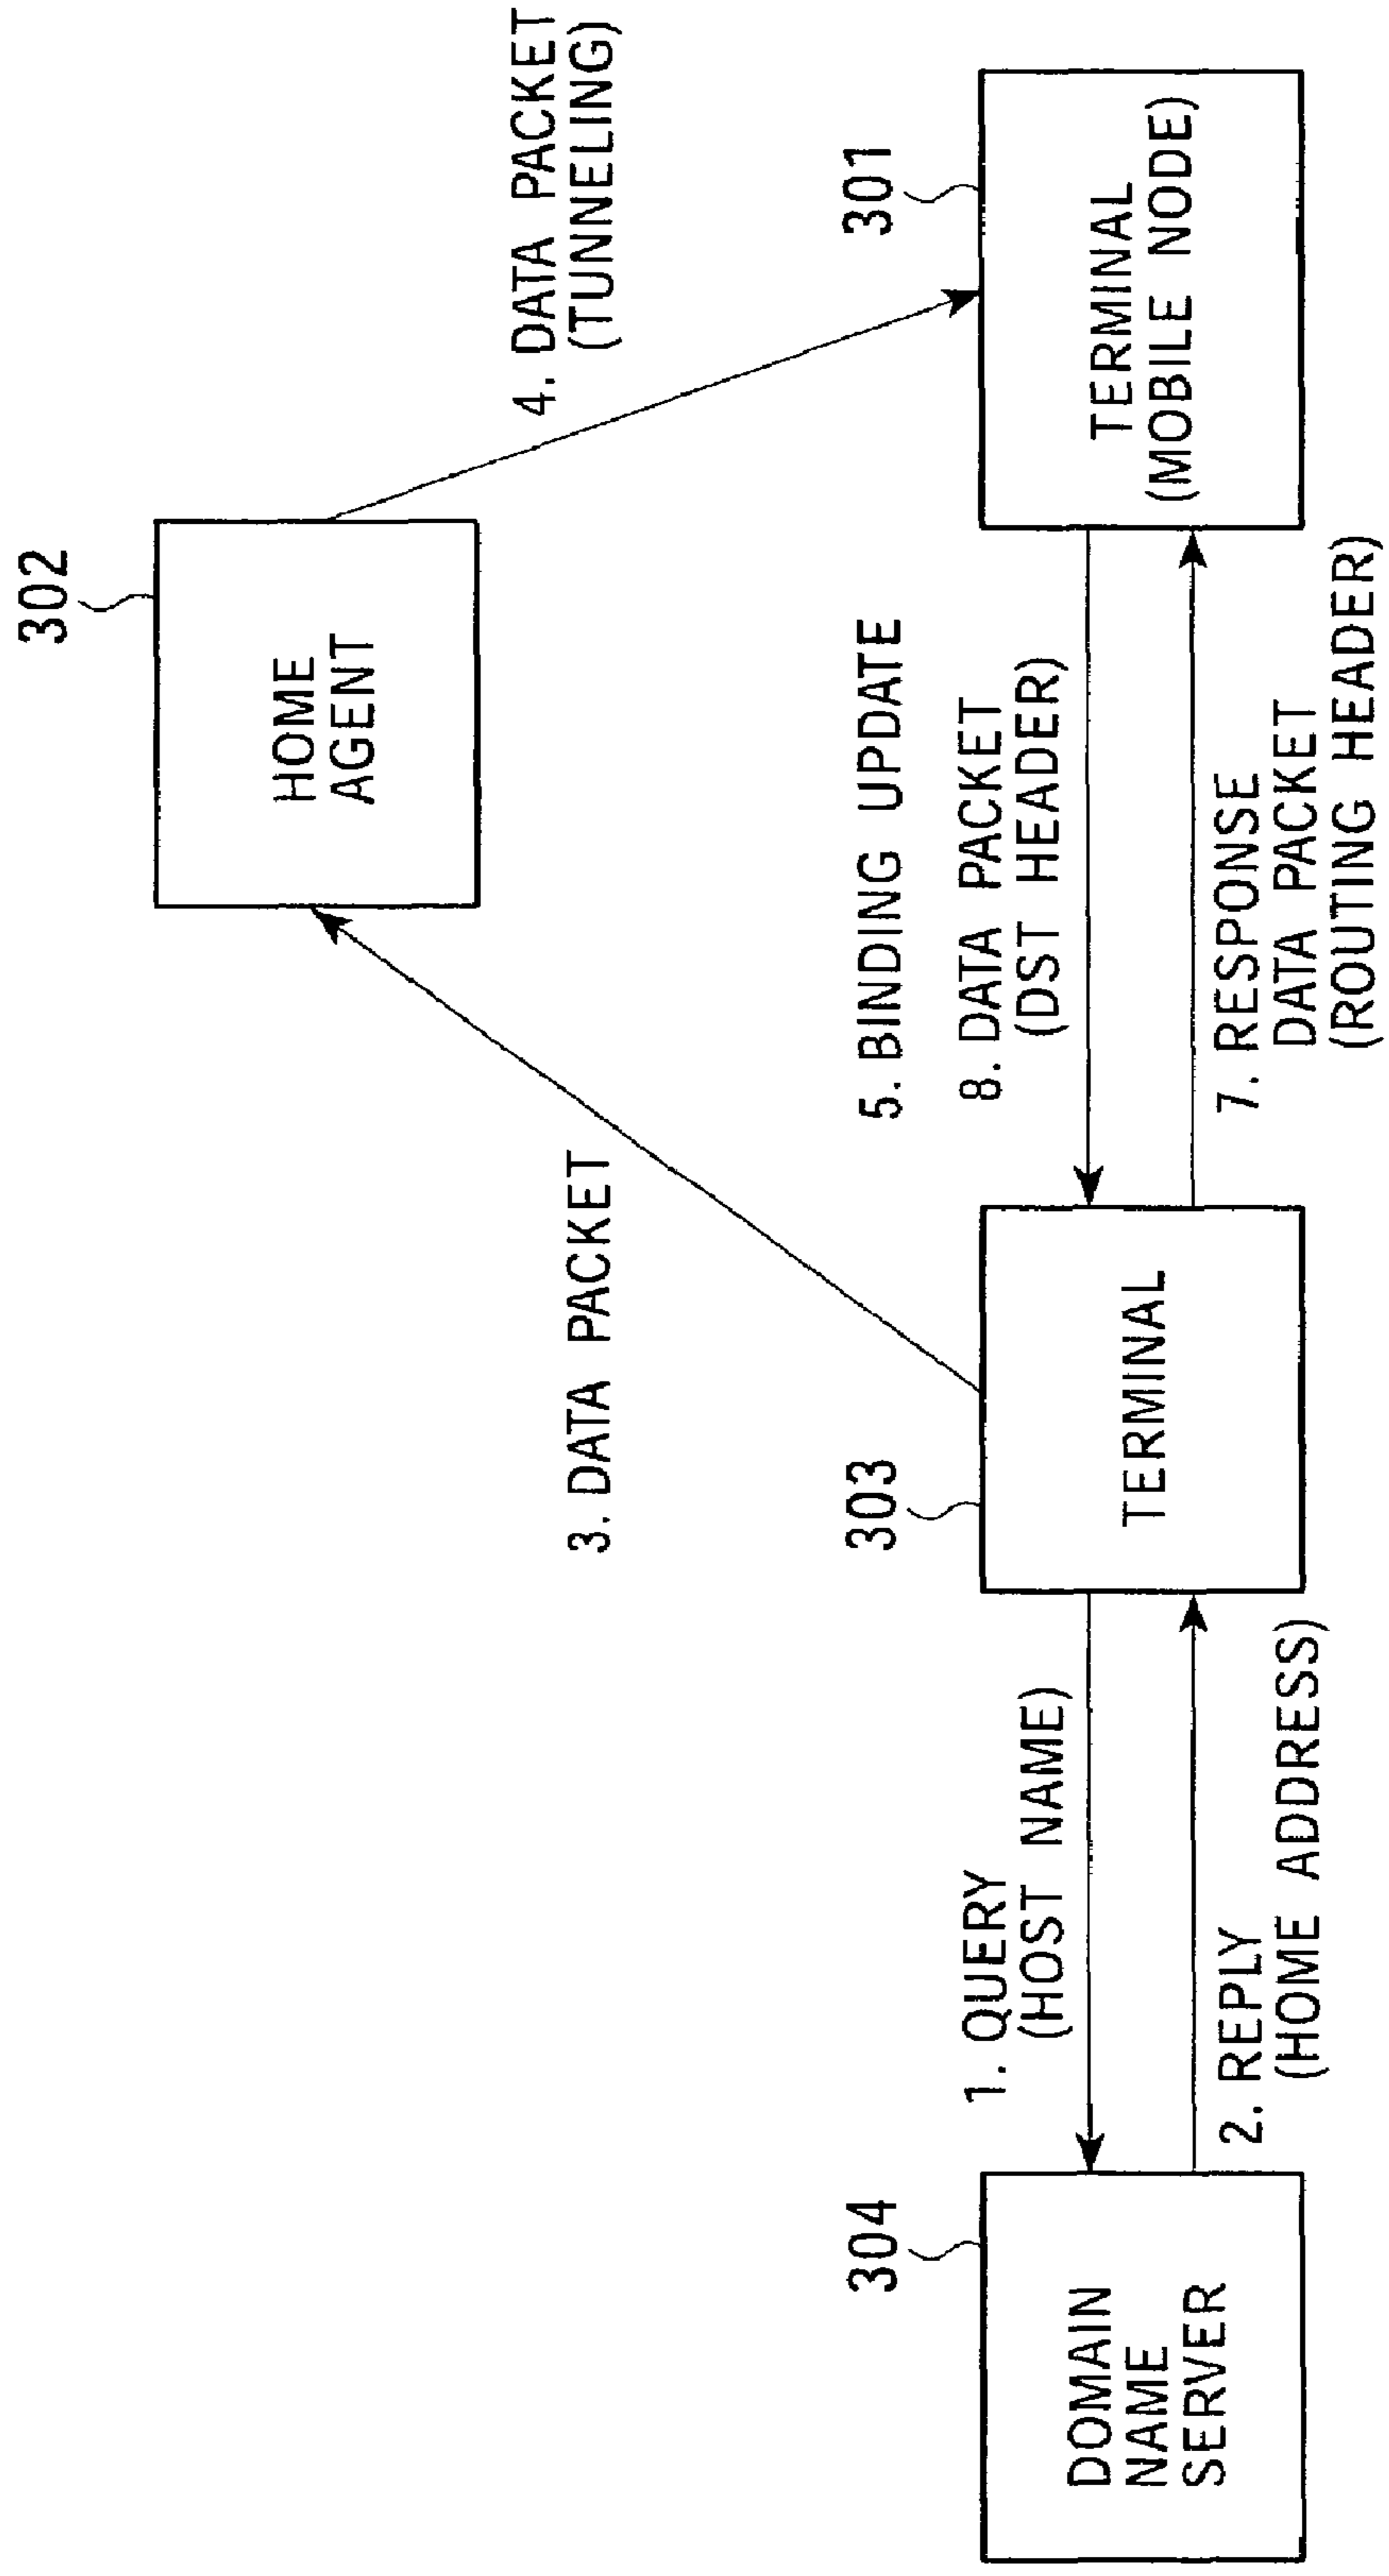 302
HOME
AGENT
4. DATA PACKET
(TUNNELING)
3. DATA PACKET
304
DOMAIN
NAME
SERVER
1. QUERY
(HOST NAME)
2. REPLY
(HOME ADDRESS)
303
TERMINAL
5. BINDING UPDATE
8. DATA PACKET
(DST HEADER)
7. RESPONSE
DATA PACKET
(ROUTING HEADER)
301
TERMINAL
(MOBILE NODE)